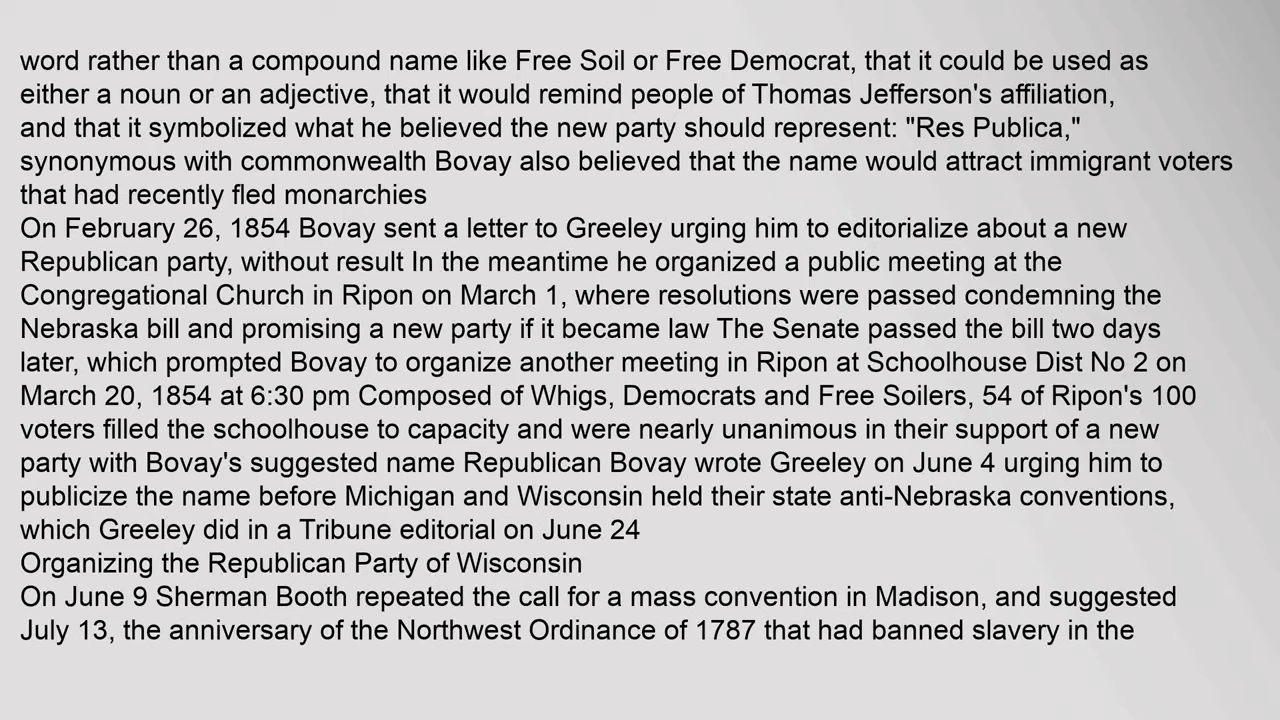 word rather than a compound name like Free Soil or Free Democrat, that it could be used as
either a noun or an adjective, that it would remind people of Thomas Jefferson's affiliation,
and that it symbolized what he believed the new party should represent: "Res Publica,"
synonymous with commonwealth Bovay also believed that the name would attract immigrant voters
that had recently fled monarchies
On February 26, 1854 Bovay sent a letter to Greeley urging him to editorialize about a new
Republican party, without result In the meantime he organized a public meeting at the
Congregational Church in Ripon on March 1, where resolutions were passed condemning the
Nebraska bill and promising a new party if it became law The Senate passed the bill two days
later, which prompted Bovay to organize another meeting in Ripon at Schoolhouse Dist No 2 on
March 20, 1854 at 6:30 pm Composed of Whigs, Democrats and Free Soilers, 54 of Ripon's 100
voters filled the schoolhouse to capacity and were nearly unanimous in their support of a new
party with Bovay's suggested name Republican Bovay wrote Greeley on June 4 urging him to
publicize the name before Michigan and Wisconsin held their state anti-Nebraska conventions,
which Greeley did in a Tribune editorial on June 24
Organizing the Republican Party of Wisconsin
On June 9 Sherman Booth repeated the call for a mass convention in Madison, and suggested
July 13, the anniversary of the Northwest Ordinance of 1787 that had banned slavery in the